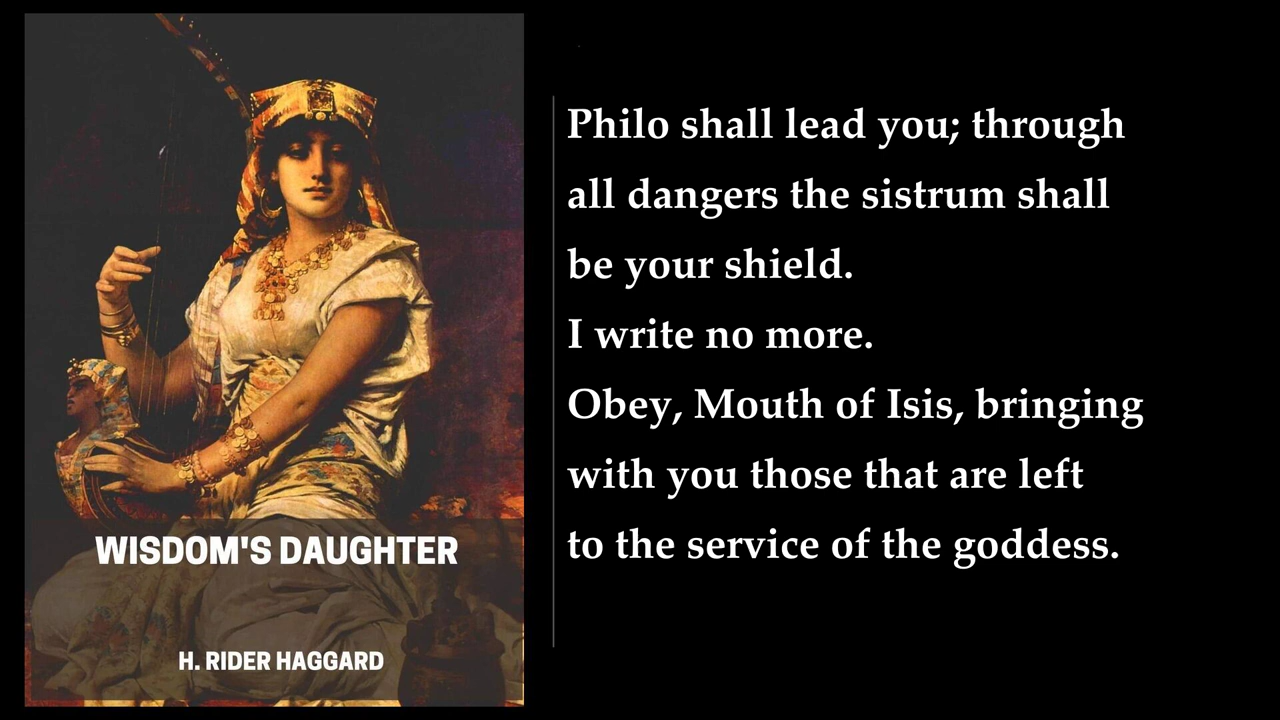 WISDOM'S DAUGHTER
H. RIDER HAGGARD
Philo shall lead you; through
all dangers the sistrum shall
be your shield.
I write no more.
Obey, Mouth of Isis, bringing
with you those that are left
to the service of the goddess.